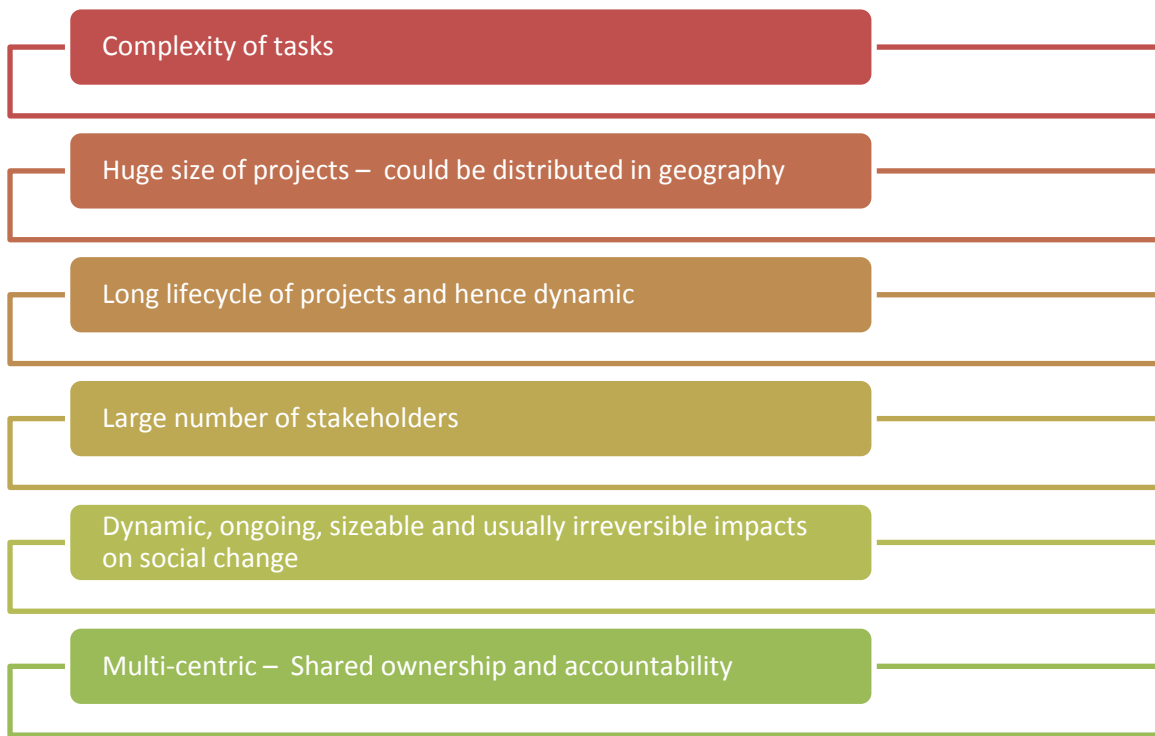 Complexity of tasks
Huge size of projects – could be distributed in geography
Long lifecycle of projects and hence dynamic
Large number of stakeholders
Dynamic, ongoing, sizeable and usually irreversible impacts
on social change
Multi-centric – Shared ownership and accountability